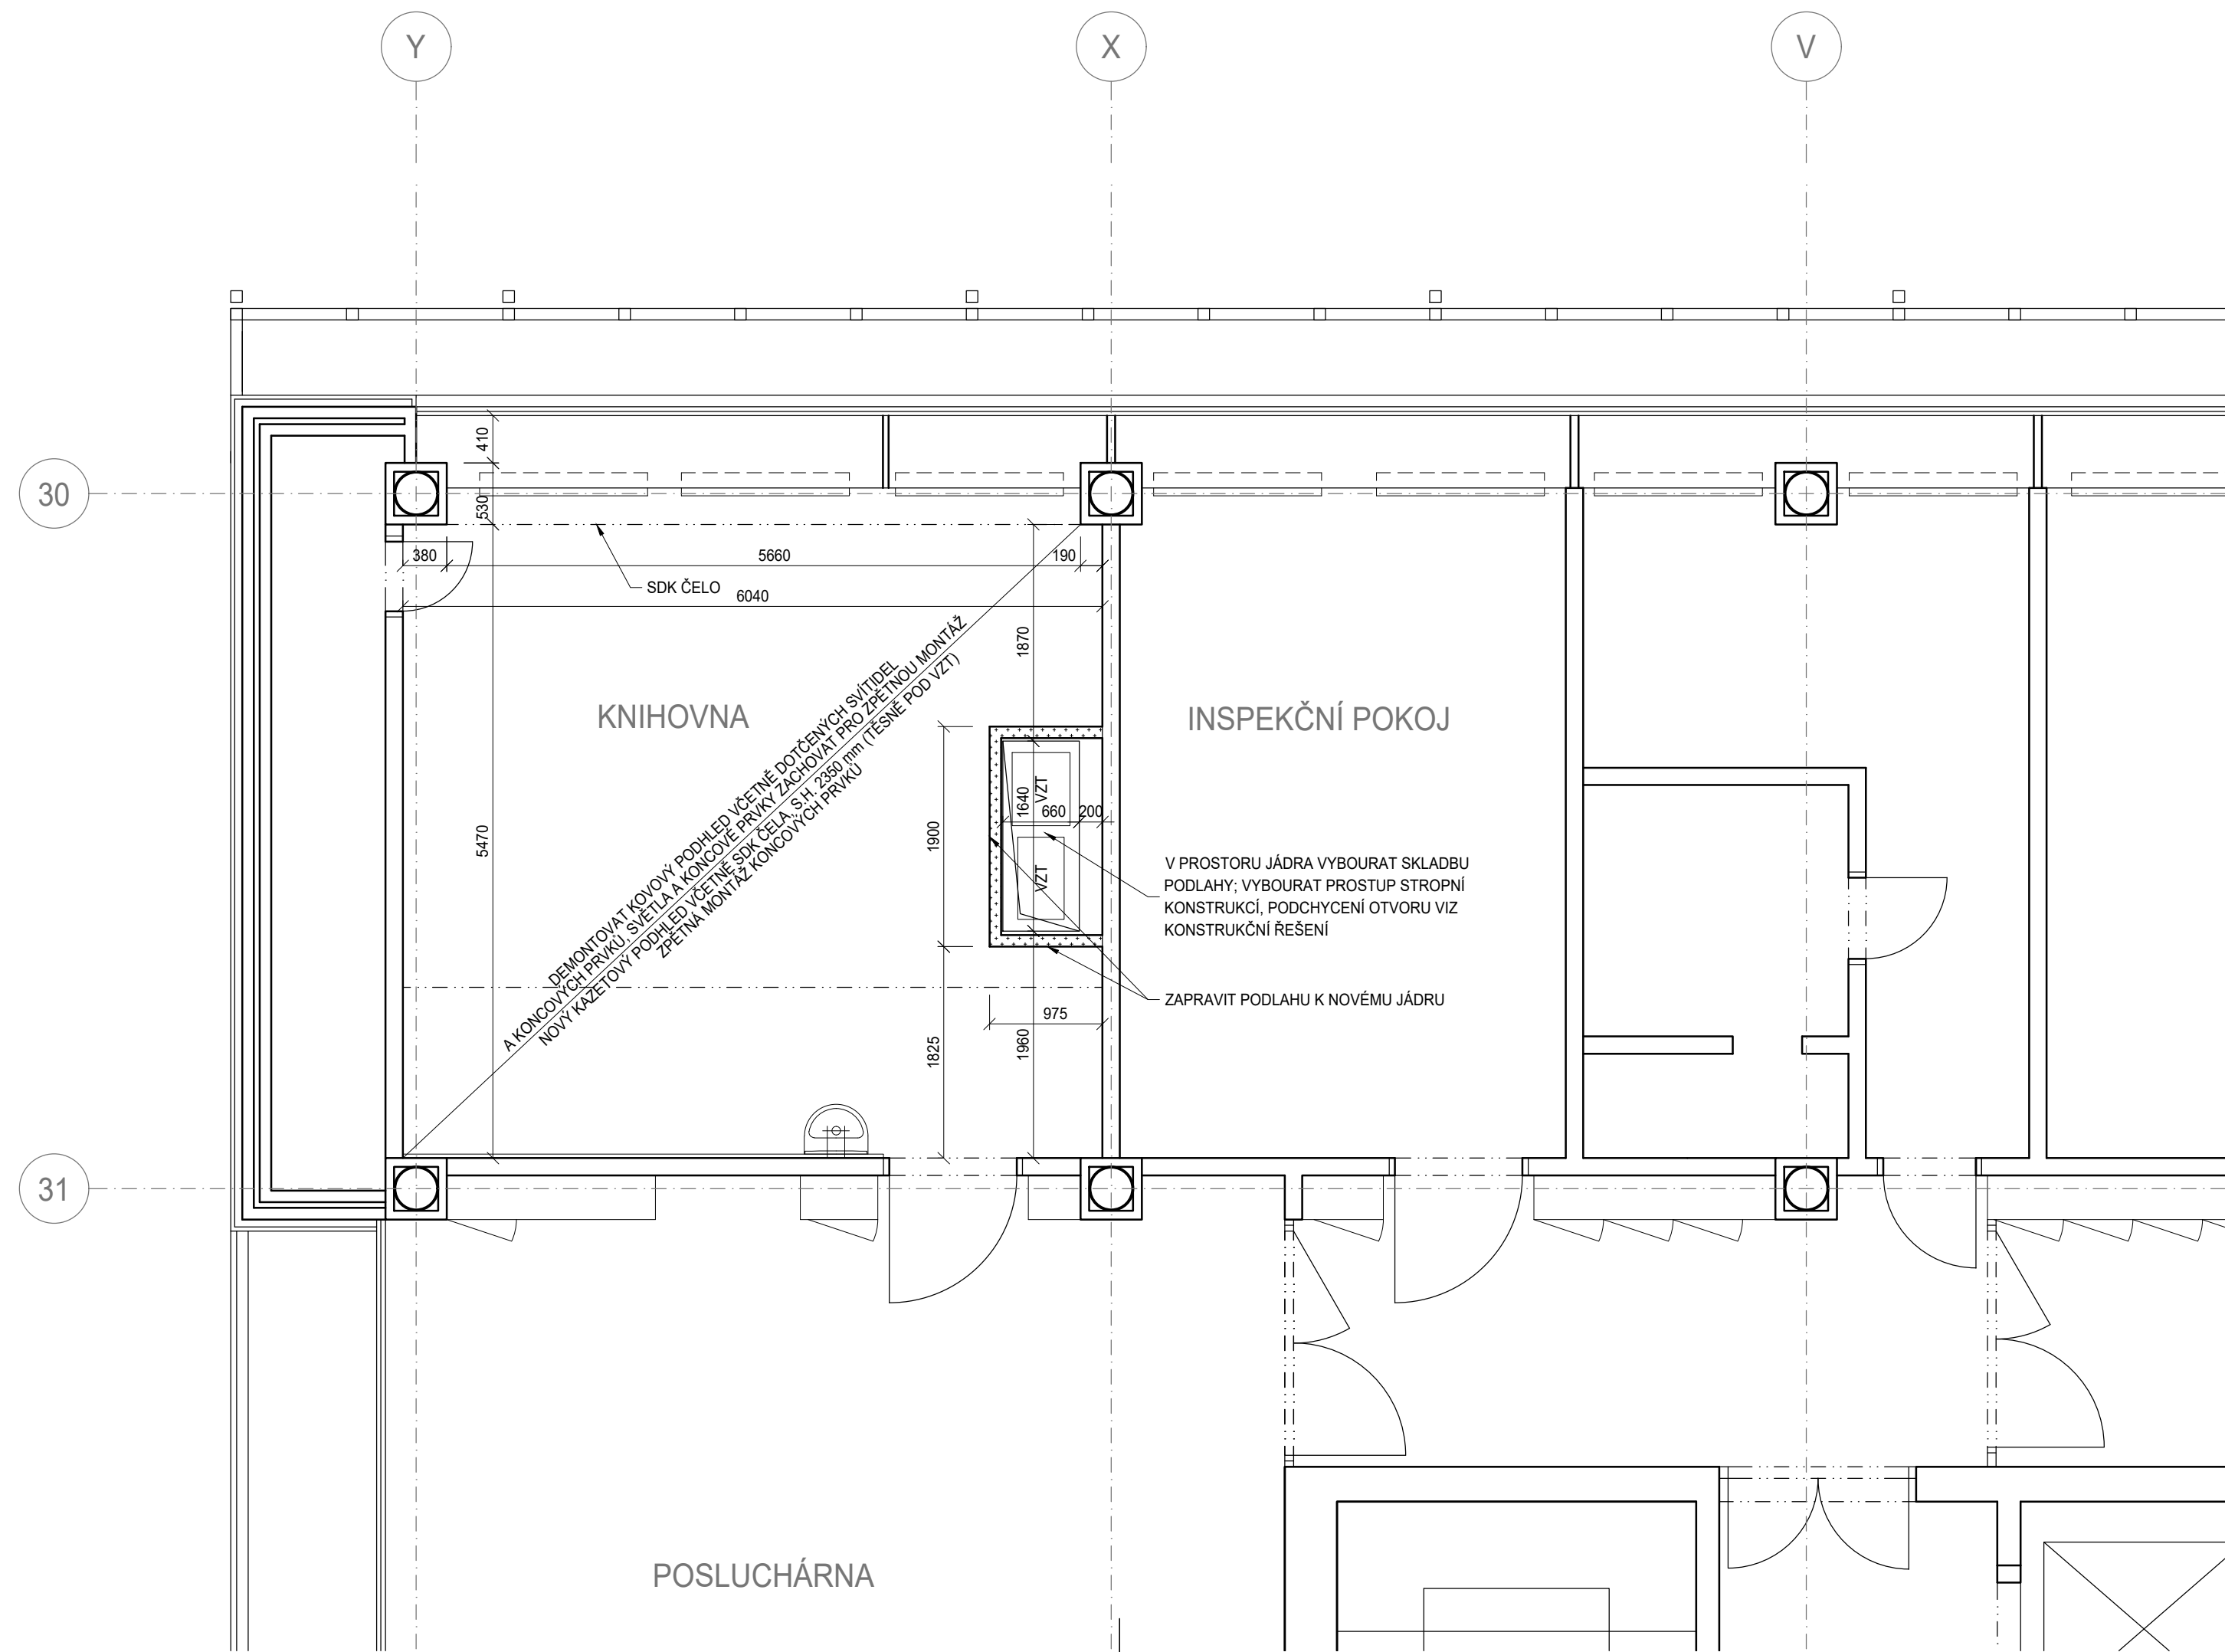 Y
X
V
30
410
530
380
5660
190
SDK ČELO
6040
1870
KNIHOVNA
INSPEKČNÍ POKOJ
DEMONTOVAT KOVOVÝ PODHLED VČETNĚ DOTČENÝCH SVÍTIDEL
A KONCOVÝCH PRVKŮ, SVĚTLA A KONCOVÉ PRVKY ZACHOVAT PRO ZPĚTNOU MONTÁŽ
NOVÝ KAZETOVÝ PODHLED VČETNĚ SDK ČELA, S.H. 2350 mm (TĚSNĚ POD VZT)
ZPĚTNÁ MONTÁŽ KONCOVÝCH PRVKŮ
5470
1900
1640
VZT
660
200
VZT
V PROSTORU JÁDRA VYBOURAT SKLADBU
PODLAHY; VYBOURAT PROSTUP STROPNÍ
KONSTRUKCÍ, PODCHYCENÍ OTVORU VIZ
KONSTRUKČNÍ ŘEŠENÍ
ZAPRAVIT PODLAHU K NOVÉMU JÁDRU
975
1825
1960
31
POSLUCHÁRNA